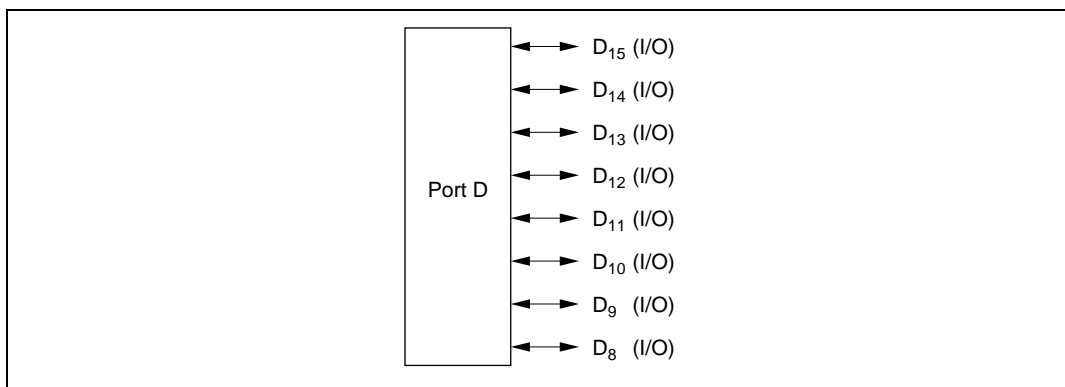 D15 (I/O)
D14 (I/O)
D13 (I/O)
D12 (I/O)
Port D
D11 (I/O)
D10 (I/O)
D9 (I/O)
D8 (I/O)